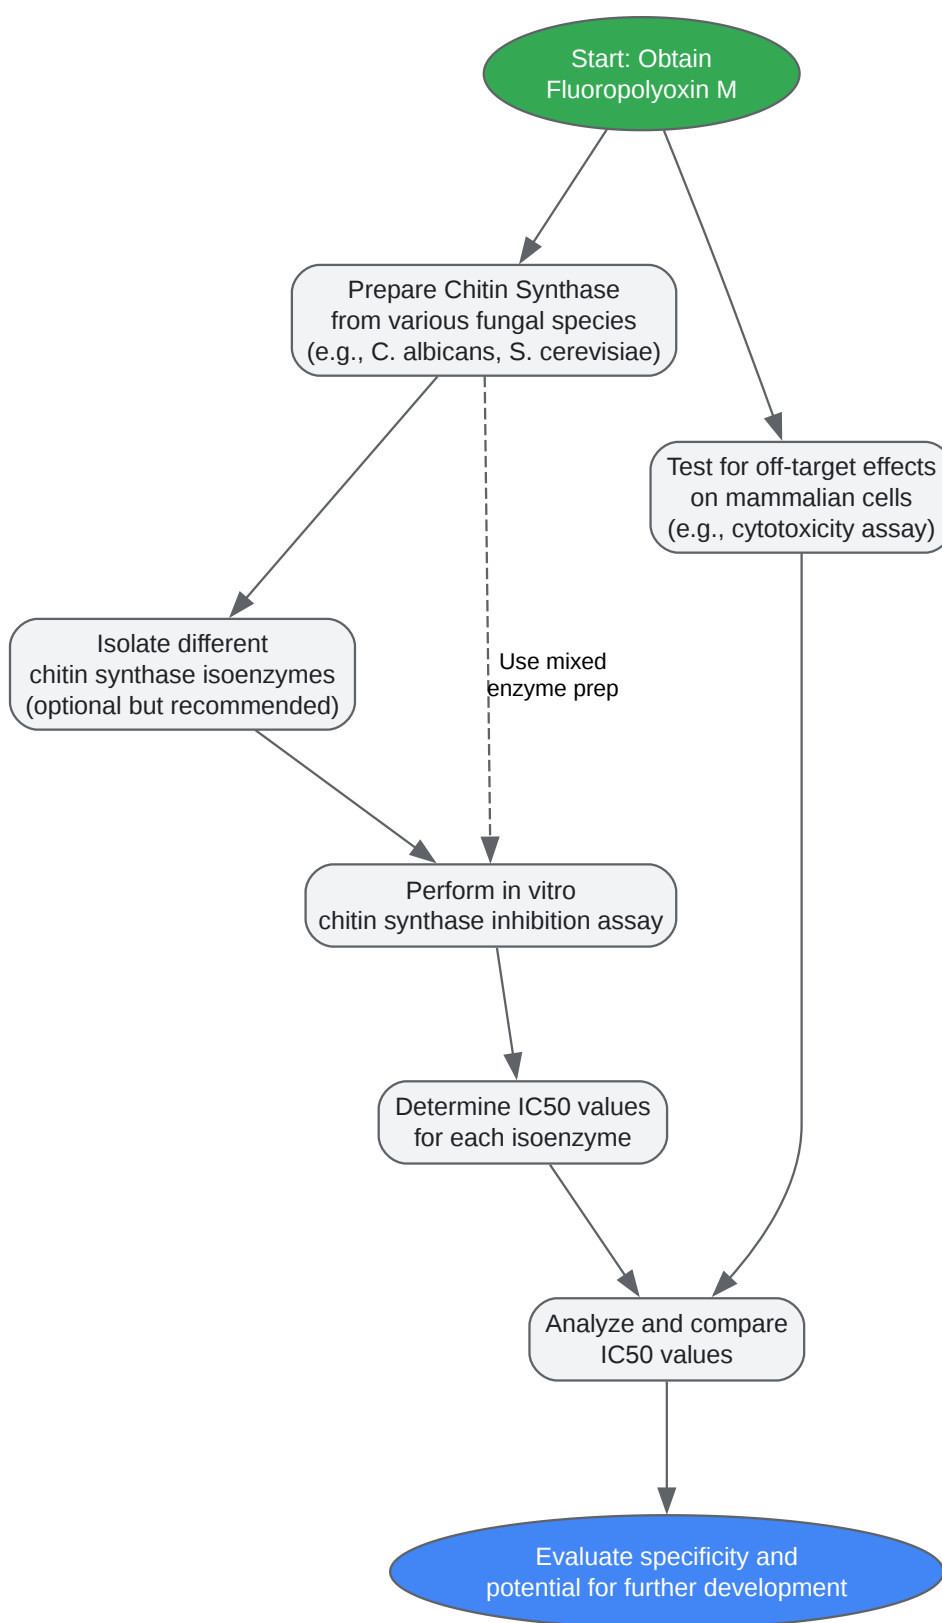 Start: Obtain
Fluoropolyoxin M
Prepare Chitin Synthase
from various fungal species
(e.g., C. albicans, S. cerevisiae)
Test for off-target effects
on mammalian cells
(e.g., cytotoxicity assay)
Isolate different
chitin synthase isoenzymes
(optional but recommended)
Use mixed
enzyme prep
Perform in vitro
chitin synthase inhibition assay
Determine IC50 values
for each isoenzyme
Analyze and compare
IC50 values
Evaluate specificity and
potential for further development